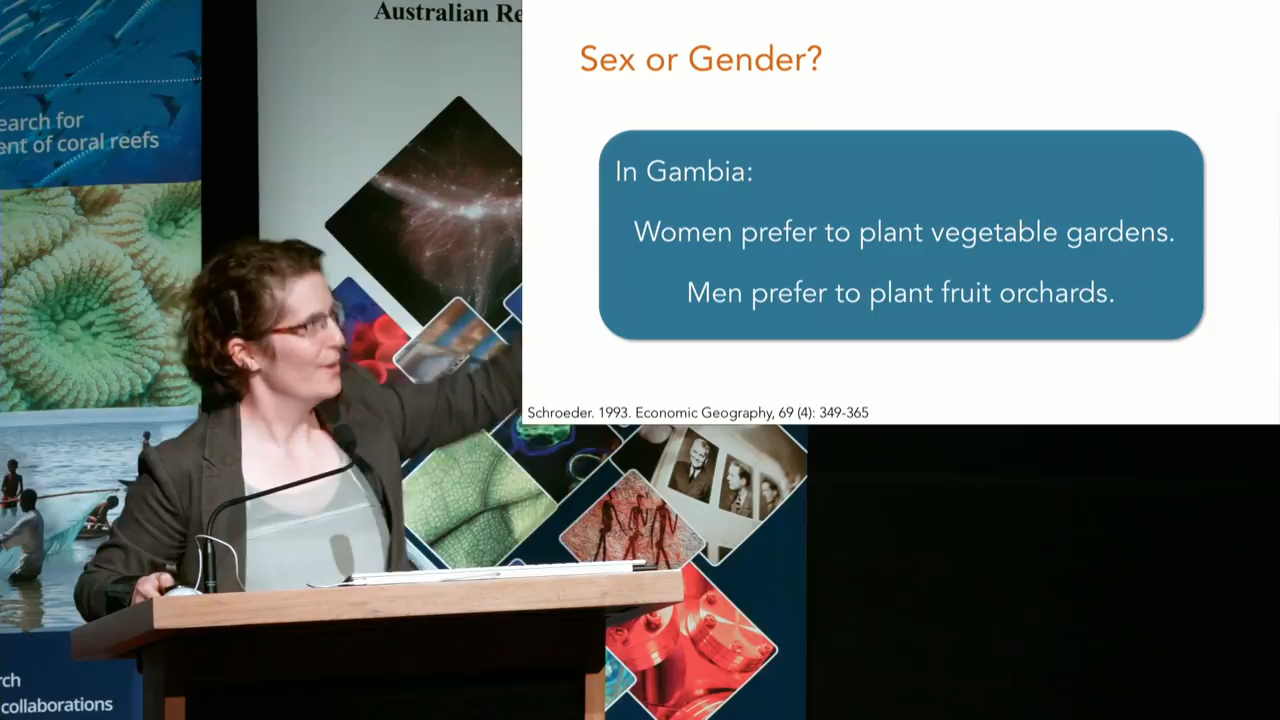 Australian Re
Sex or Gender?
earch for
ent of coral reefs
In Gambia:
Women prefer to plant vegetable gardens.
Men prefer to plant fruit orchards.
Schroeder. 1993. Economic Geography, 69 (4): 349-365
rch
collaborations